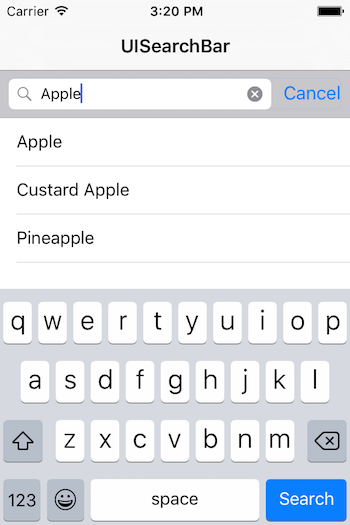 Carrier 3:20 PM
UISearchBar
Apple Cancel
Apple
Custard Apple
Pineapple
q w e r t y u i o p
a s d f g h j k l
z x c v b n m
123 space Search